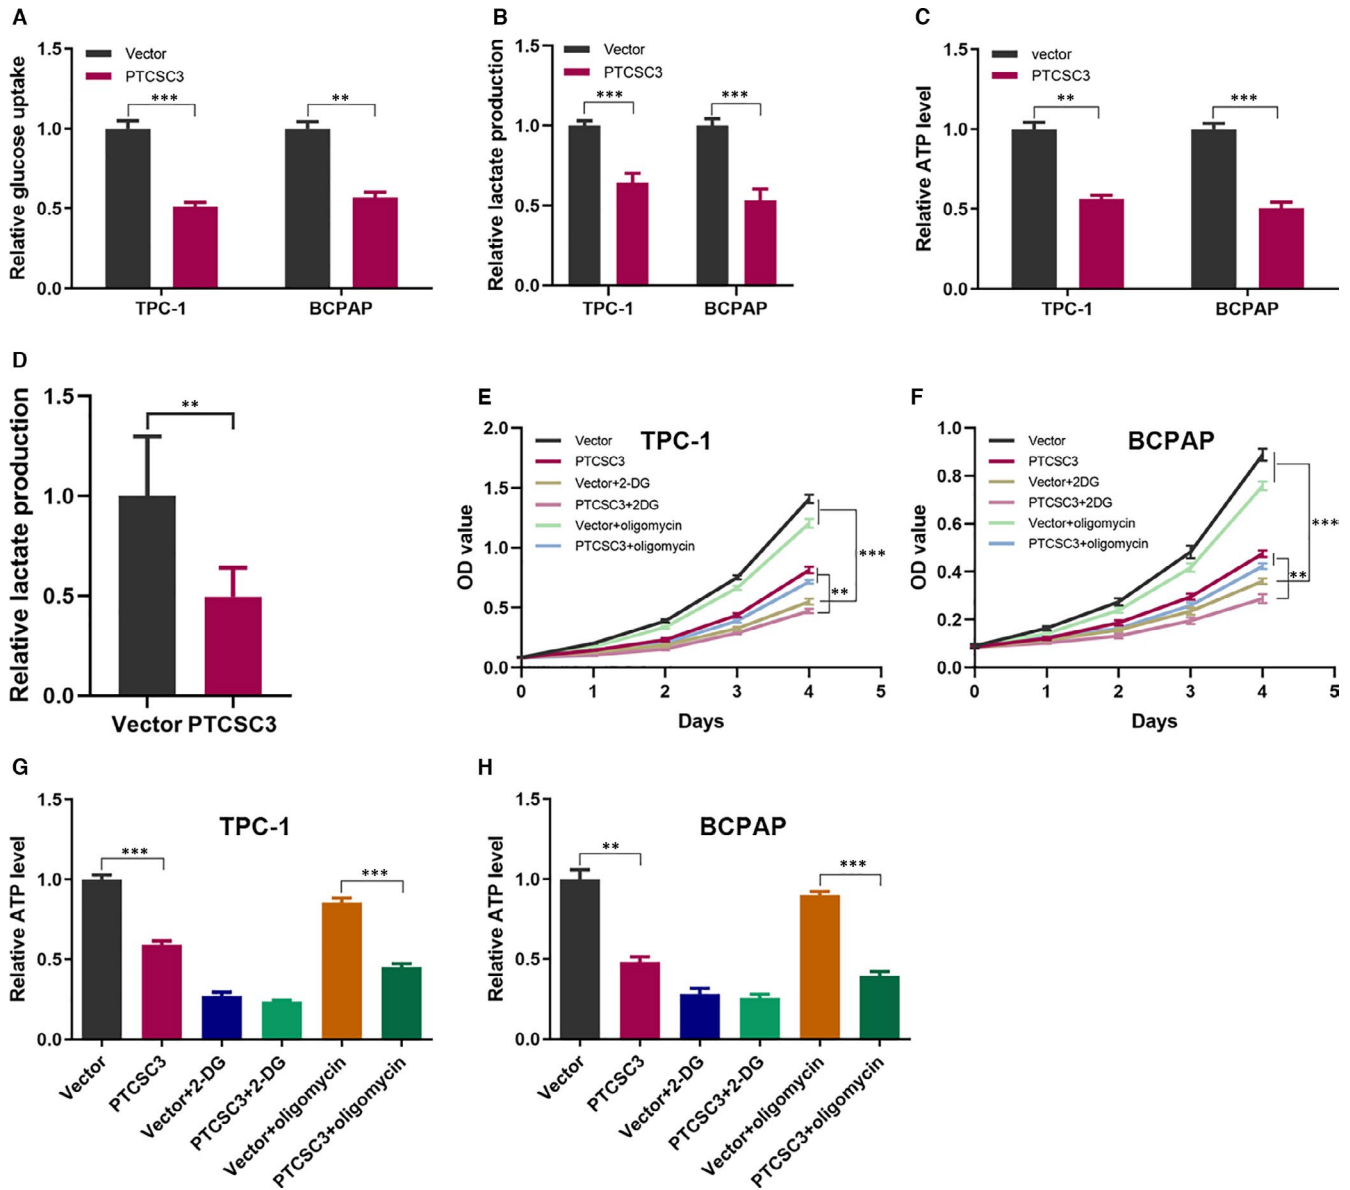 A
Relative glucose uptake
1.5
1.0
0.5
0.0
Vector
PTCSC3
***
**
TPC-1
BCPAP
B
Relative lactate production
1.5
1.0
0.5
0.0
Vector
PTCSC3
***
***
TPC-1
BCPAP
C
Relative ATP level
1.5
1.0
0.5
0.0
vector
PTCSC3
**
***
TPC-1
BCPAP
D
Relative lactate production
1.5
1.0
0.5
0.0
**
Vector PTCSC3
E
TPC-1
OD value
2.0
1.5
1.0
0.5
0.0
Vector
PTCSC3
Vector+2-DG
PTCSC3+2DG
Vector+oligomycin
PTCSC3+oligomycin
***
**
0 1 2 3 4 5
Days
F
BCPAP
OD value
1.0
0.8
0.6
0.4
0.2
0.0
Vector
PTCSC3
Vector+2DG
PTCSC3+2DG
Vector+oligomycin
PTCSC3+oligomycin
***
**
0 1 2 3 4 5
Days
G
TPC-1
Relative ATP level
1.5
1.0
0.5
0.0
***
***
Vector
PTCSC3
Vector+2-DG
PTCSC3+2-DG
Vector+oligomycin
PTCSC3+oligomycin
H
BCPAP
Relative ATP level
1.5
1.0
0.5
0.0
**
***
Vector
PTCSC3
Vector+2-DG
PTCSC3+2-DG
Vector+oligomycin
PTCSC3+oligomycin